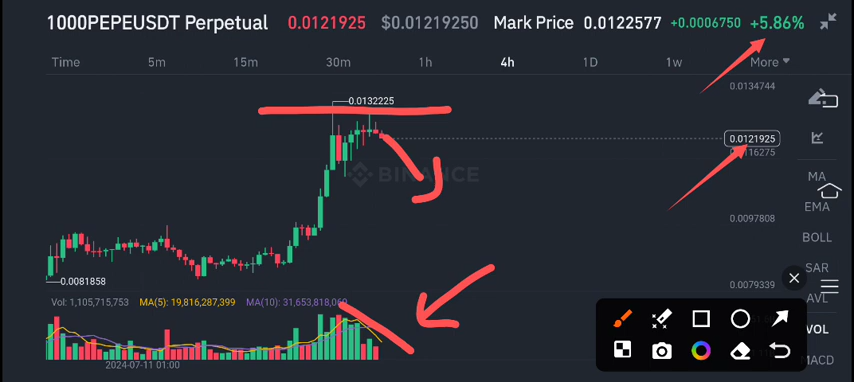 1000PEPEUSDT Perpetual 0.0121925 $0.01219250 Mark Price 0.0122577 +0.0006750 +5.86%
Time 5m 15m 30m 1h 4h 1D 1w More
0.0134744
0.0132225
0.0121925
0.0116275
BINANCE
MA
EMA
0.0097808
BOLL
SAR
0.0081858
0.0079339
AVL
Vol: 1,105,715,753 MA(5): 19,816,287,399 MA(10): 31,653,818,060
VOL
MACD
2024-07-11 01:00